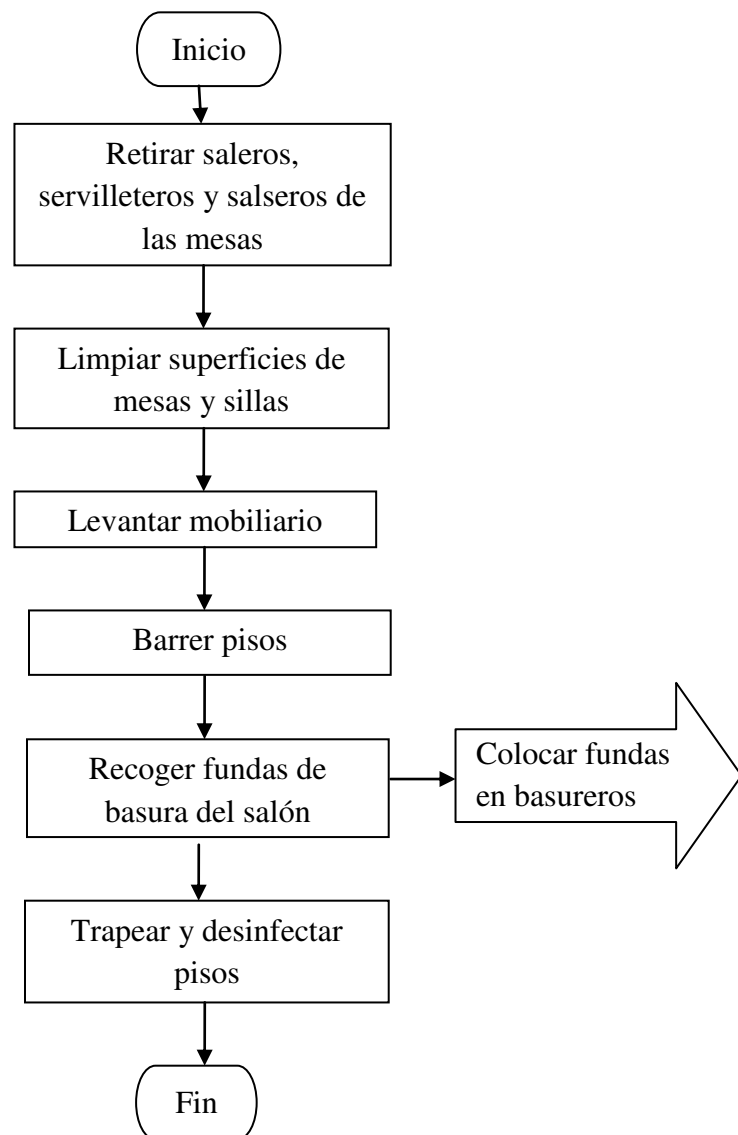 Inicio
Retirar saleros,
servilleteros y salseros de
las mesas
Limpiar superficies de
mesas y sillas
Levantar mobiliario
Barrer pisos
Recoger fundas de
basura del salón
Colocar fundas
en basureros
Trapear y desinfectar
pisos
Fin